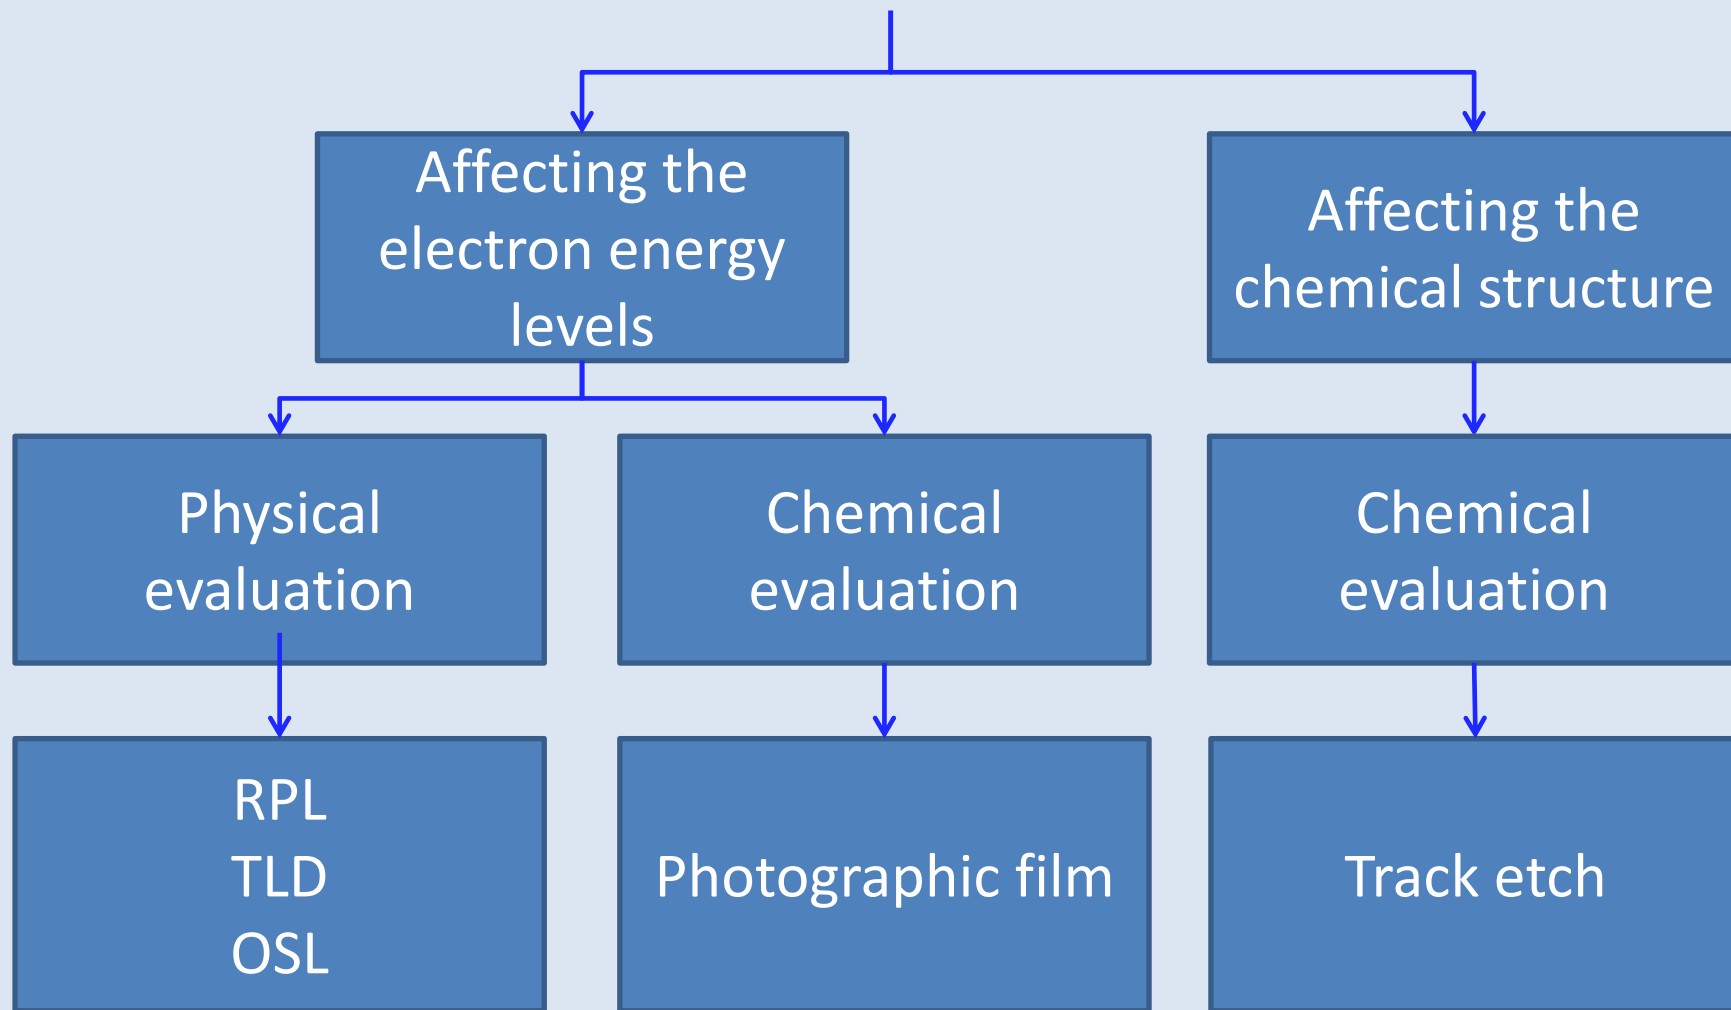 Affecting the
electron energy
levels
Affecting the
chemical structure
Physical
evaluation
Chemical
evaluation
Chemical
evaluation
RPL
TLD
OSL
Photographic film
Track etch